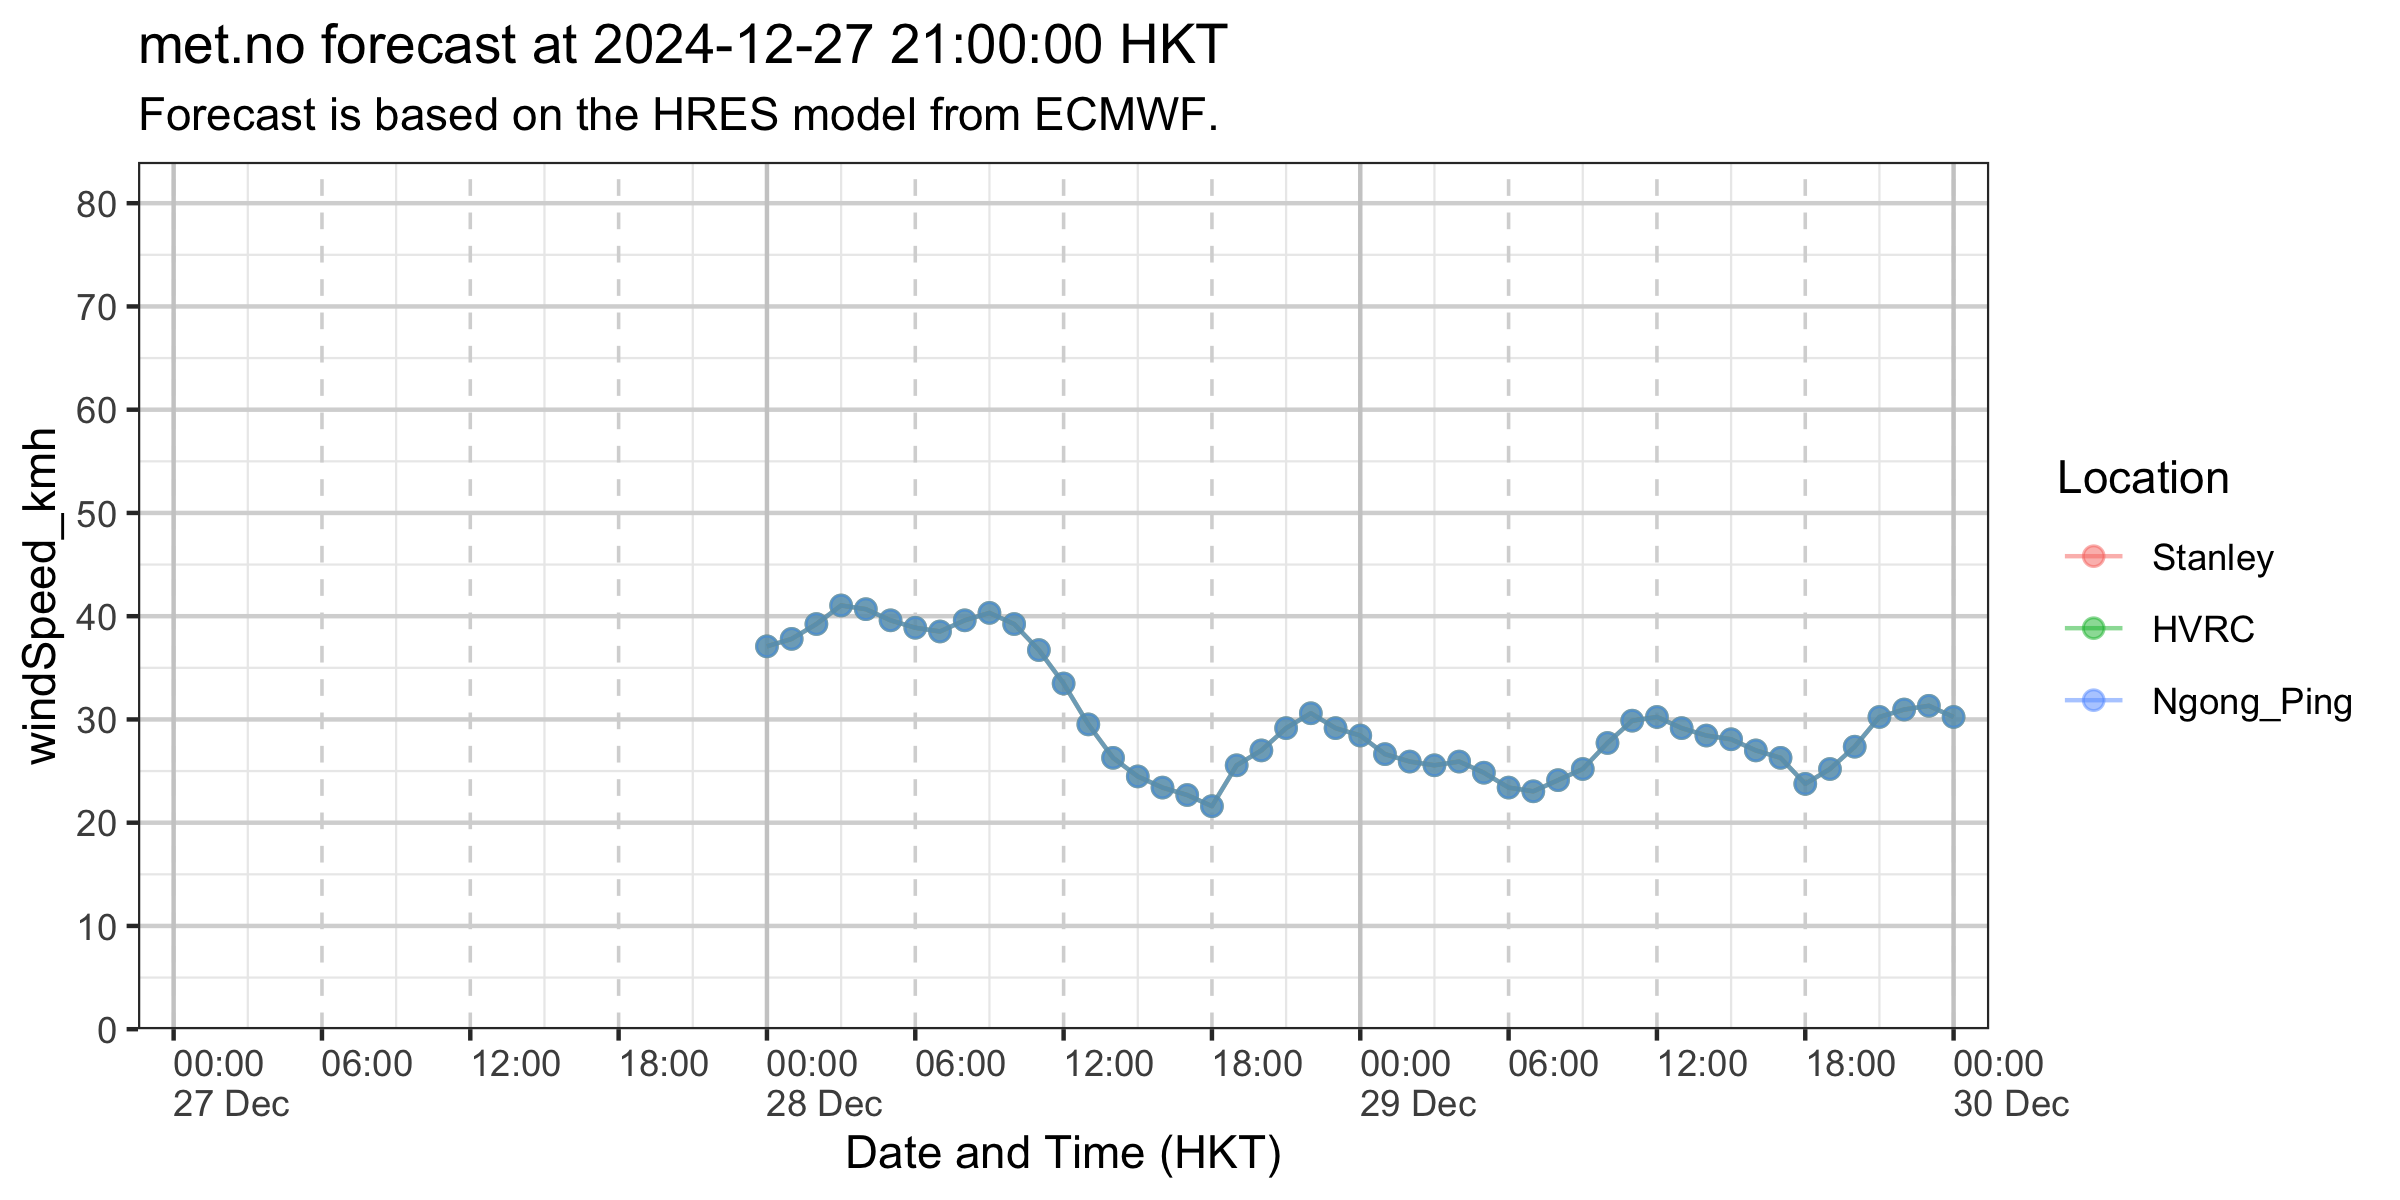 met.no forecast at 2024-12-27 21:00:00 HKT
Forecast is based on the HRES model from ECMWF.
windSpeed_kmh
80
70
60
50
40
30
20
10
0
00:00 06:00 12:00 18:00 00:00 06:00 12:00 18:00 00:00 06:00 12:00 18:00 00:00
27 Dec 28 Dec 29 Dec 30 Dec
Date and Time (HKT)
Location
Stanley
HVRC
Ngong_Ping